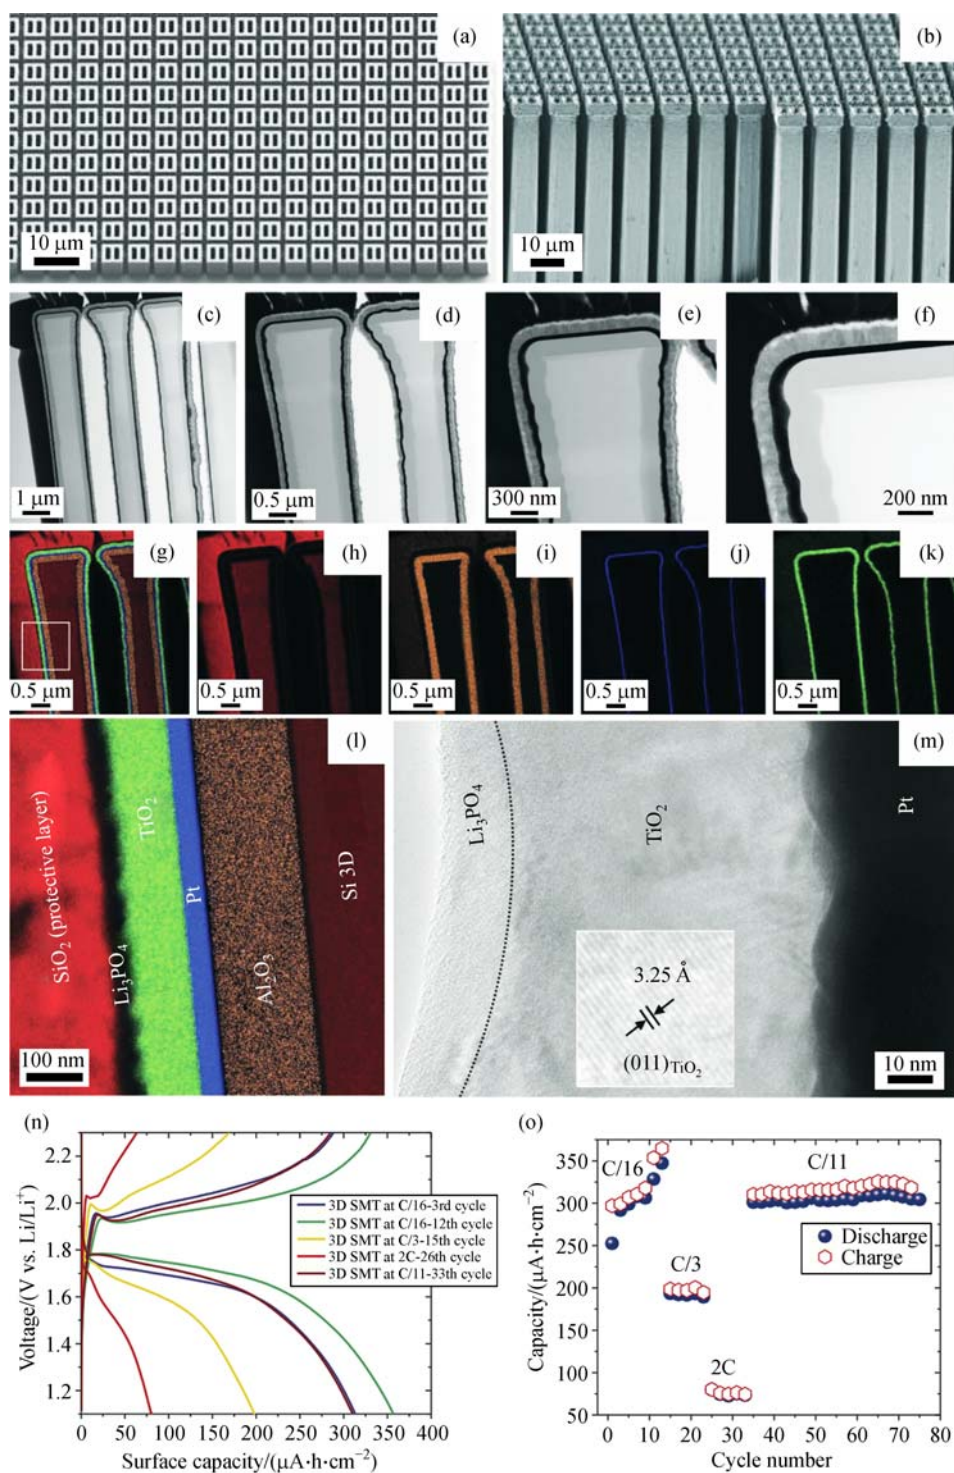 (a)
10 μm
(b)
10 μm
(c)
1 μm
(d)
0.5 μm
(e)
300 nm
(f)
200 nm
(g)
0.5 μm
(h)
0.5 μm
(i)
0.5 μm
(j)
0.5 μm
(k)
0.5 μm
(l)
SiO₂ (protective layer)
Li₃PO₄
TiO₂
Pt
Al₂O₃
Si 3D
100 nm
(m)
Li₃PO₄
TiO₂
Pt
3.25 Å
(011)TiO₂
10 nm
(n)
Voltage/(V vs. Li/Li⁺)
2.2
2.0
1.8
1.6
1.4
1.2
3D SMT at C/16-3rd cycle
3D SMT at C/16-12th cycle
3D SMT at C/3-15th cycle
3D SMT at 2C-26th cycle
3D SMT at C/11-33th cycle
0 50 100 150 200 250 300 350 400
Surface capacity/(μA·h·cm⁻²)
(o)
Capacity/(μA·h·cm⁻²)
350
300
250
200
150
100
50
C/16
C/11
C/3
2C
Discharge
Charge
0 10 20 30 40 50 60 70 80
Cycle number